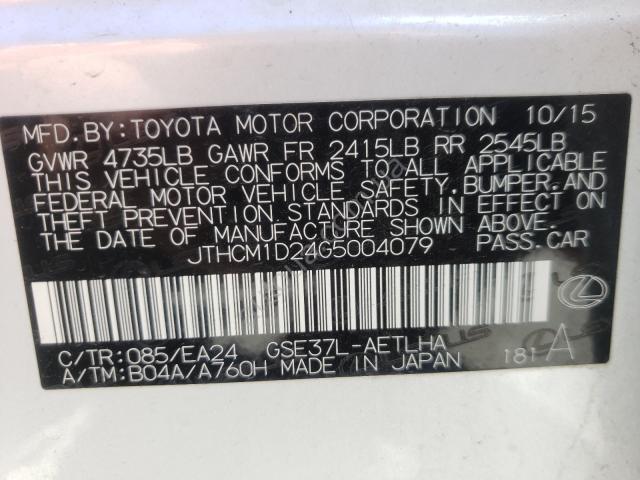 MFD.BY:TOYOTA MOTOR CORPORATION 10/15
GVWR 4735LB GAWR FR 2415LB RR 2545LB
THIS VEHICLE CONFORMS TO ALL APPLICABLE
FEDERAL MOTOR VEHICLE SAFETY,BUMPER,AND
THEFT PREVENTION STANDARDS IN EFFECT ON
THE DATE OF MANUFACTURE SHOWN ABOVE.
JTHCM1D24G5004079 PASS.CAR
C/TR:085/EA24 GSE37L-AETLHA
A/TM:B04A/A760H MADE IN JAPAN 181 A